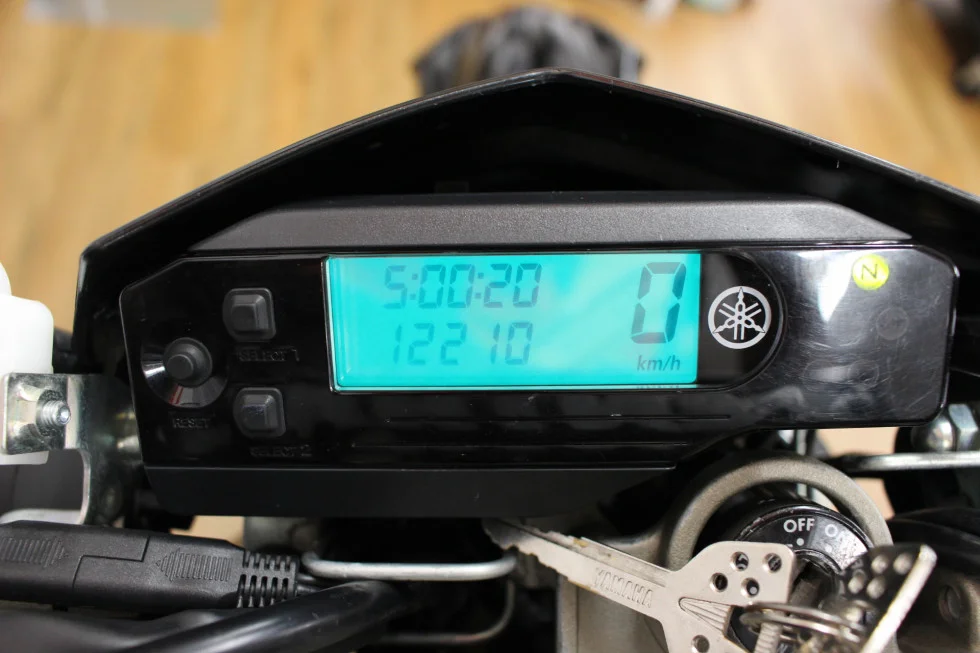 5:00:20
0
12210
km/h
N
SELECT 1
RESET
SELECT 2
OFF O
YAMAHA